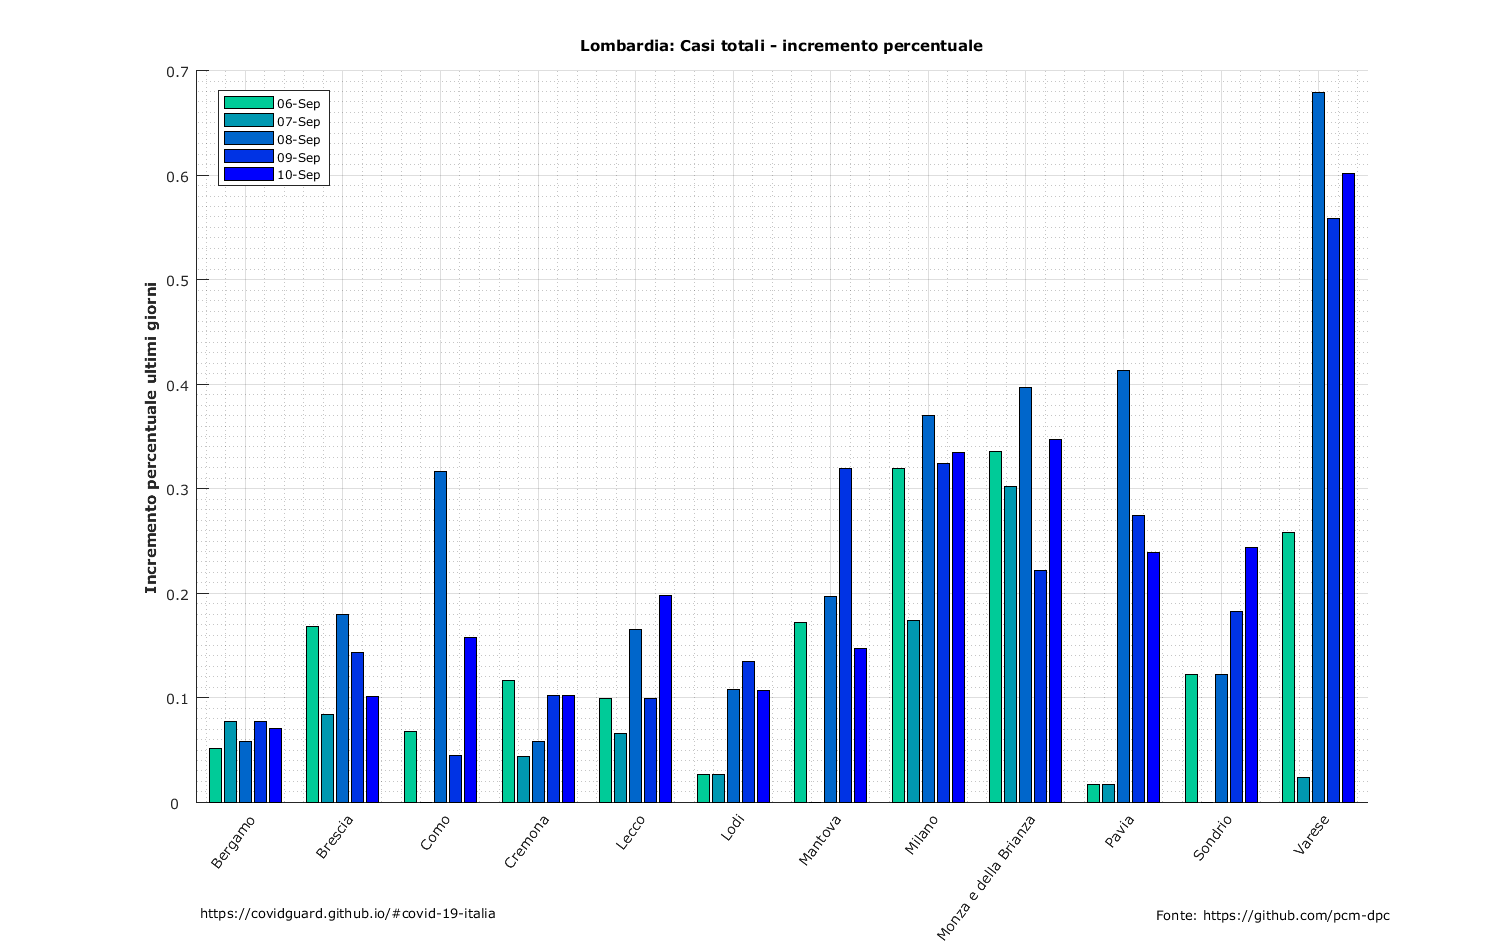 Lombardia: Casi totali - incremento percentuale
Incremento percentuale ultimi giorni
0.7
0.6
0.5
0.4
0.3
0.2
0.1
0
06-Sep
07-Sep
08-Sep
09-Sep
10-Sep
Bergamo
Brescia
Como
Cremona
Lecco
Lodi
Mantova
Milano
Monza e della Brianza
Pavia
Sondrio
Varese
https://covidguard.github.io/#covid-19-italia
Fonte: https://github.com/pcm-dpc